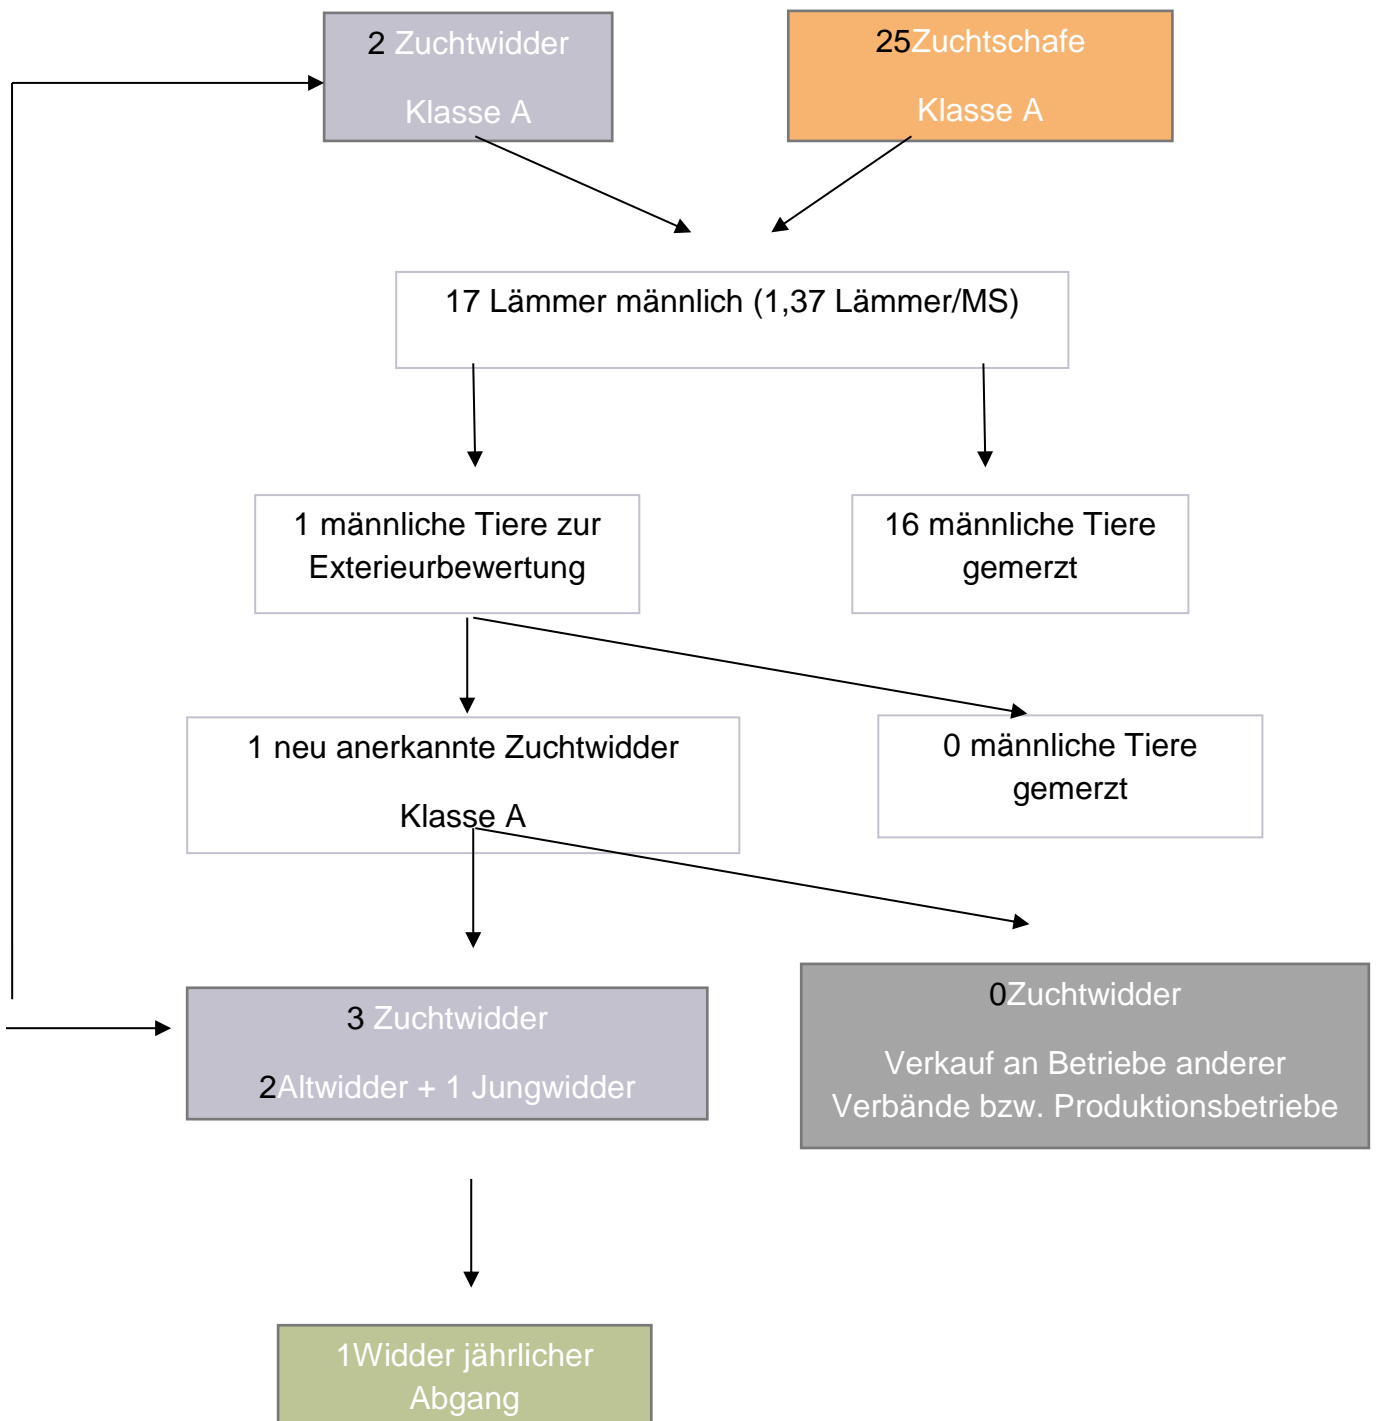 2 Zuchtwidder
Klasse A
25Zuchtschafe
Klasse A
17 Lämmer männlich (1,37 Lämmer/MS)
1 männliche Tiere zur
Exterieurbewertung
16 männliche Tiere
gemerzt
1 neu anerkannte Zuchtwidder
Klasse A
0 männliche Tiere
gemerzt
3 Zuchtwidder
2Altwidder + 1 Jungwidder
0Zuchtwidder
Verkauf an Betriebe anderer
Verbände bzw. Produktionsbetriebe
1Widder jährlicher
Abgang